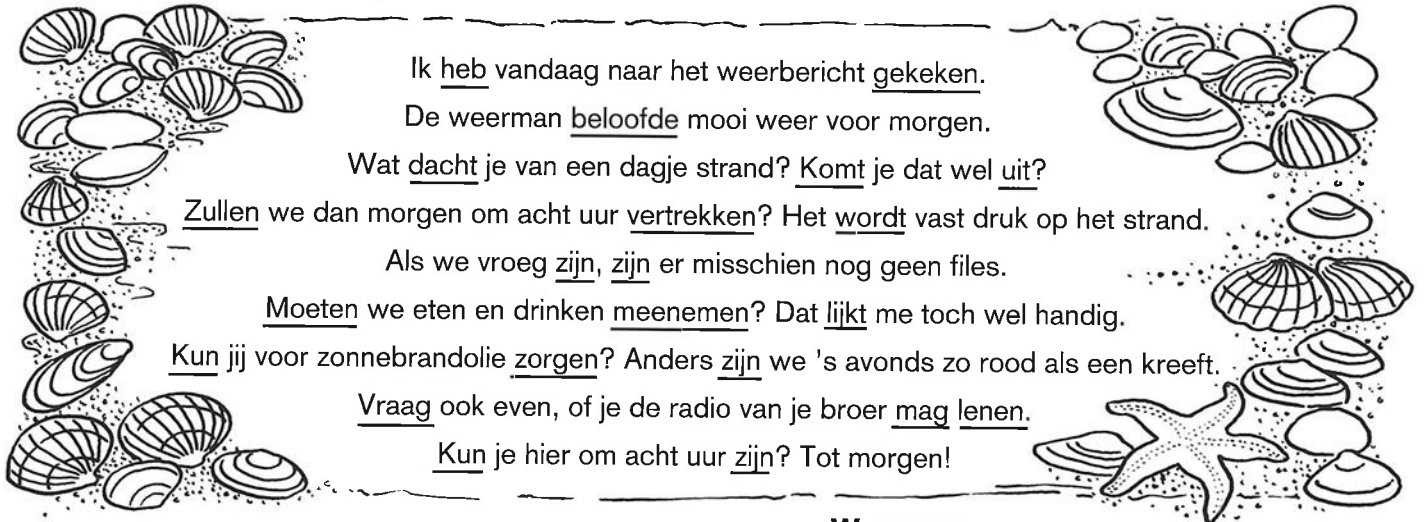 Ik heb vandaag naar het weerbericht gekeken.
De weerman beloofde mooi weer voor morgen.
Wat dacht je van een dagje strand? Komt je dat wel uit?
Zullen we dan morgen om acht uur vertrekken? Het wordt vast druk op het strand.
Als we vroeg zijn, zijn er misschien nog geen files.
Moeten we eten en drinken meenemen? Dat lijkt me toch wel handig.
Kun jij voor zonnebrandolie zorgen? Anders zijn we 's avonds zo rood als een kreeft.
Vraag ook even, of je de radio van je broer mag lenen.
Kun je hier om acht uur zijn? Tot morgen!